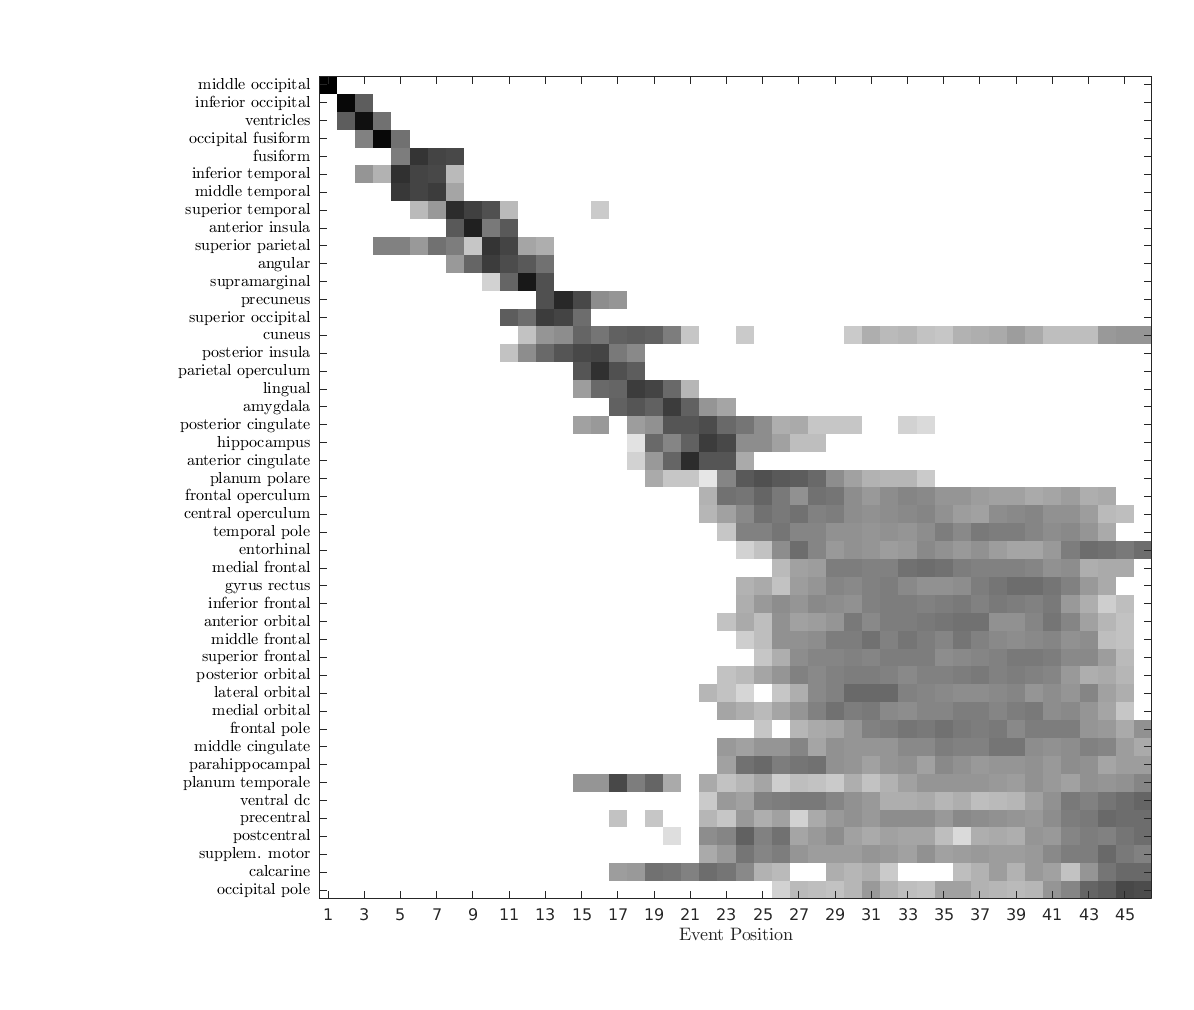 middle occipital
inferior occipital
ventricles
occipital fusiform
fusiform
inferior temporal
middle temporal
superior temporal
anterior insula
superior parietal
angular
supramarginal
precuneus
superior occipital
cuneus
posterior insula
parietal operculum
lingual
amygdala
posterior cingulate
hippocampus
anterior cingulate
planum polare
frontal operculum
central operculum
temporal pole
entorhinal
medial frontal
gyrus rectus
inferior frontal
anterior orbital
middle frontal
superior frontal
posterior orbital
lateral orbital
medial orbital
frontal pole
middle cingulate
parahippocampal
planum temporale
ventral dc
precentral
postcentral
supplem. motor
calcarine
occipital pole
1 3 5 7 9 11 13 15 17 19 21 23 25 27 29 31 33 35 37 39 41 43 45
Event Position